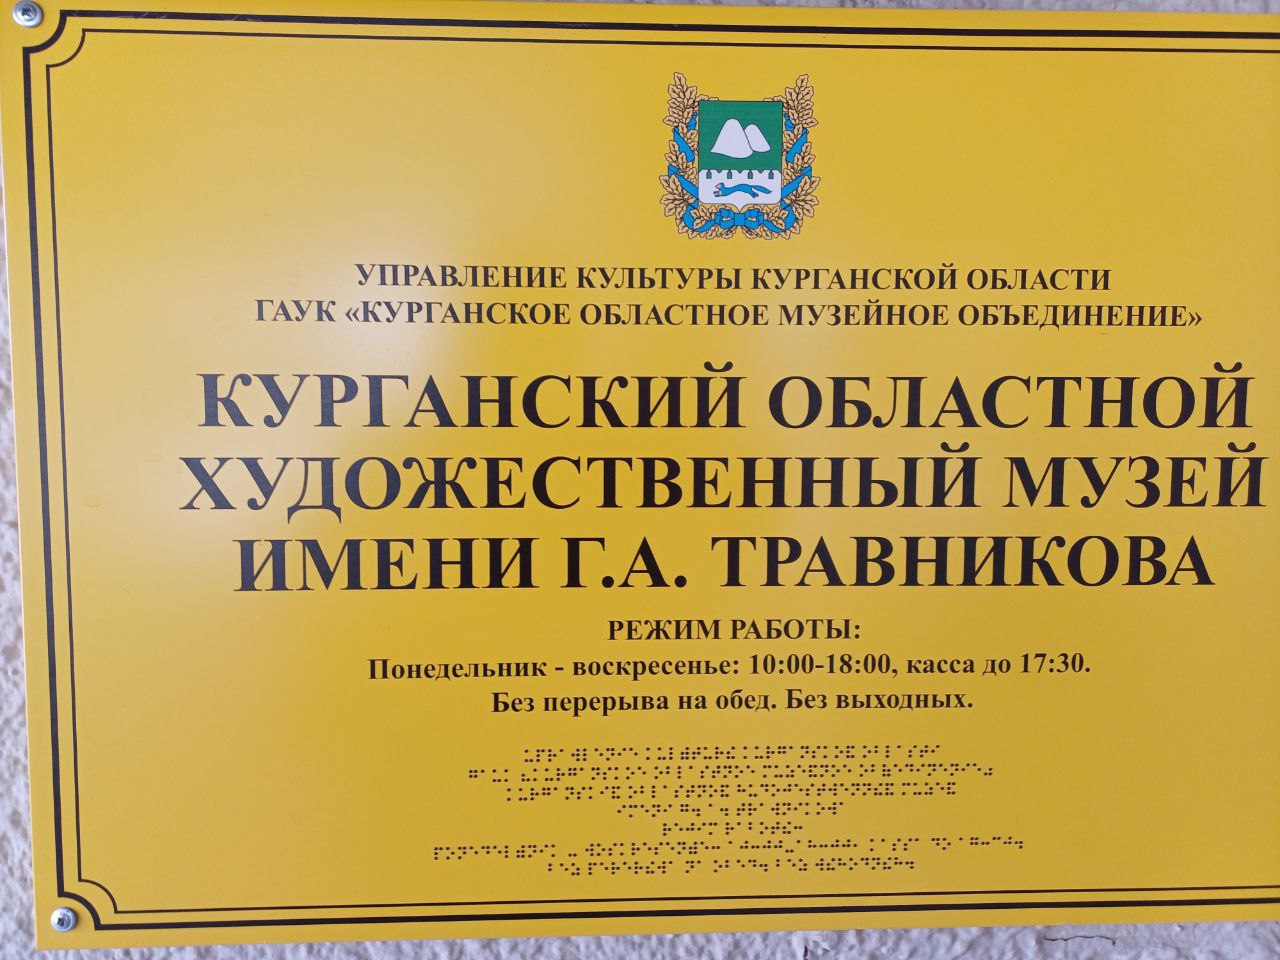 УПРАВЛЕНИЕ КУЛЬТУРЫ КУРГАНСКОЙ ОБЛАСТИ
ГАУК «КУРГАНСКОЕ ОБЛАСТНОЕ МУЗЕЙНОЕ ОБЪЕДИНЕНИЕ»
КУРГАНСКИЙ ОБЛАСТНОЙ
ХУДОЖЕСТВЕННЫЙ МУЗЕЙ
ИМЕНИ Г.А. ТРАВНИКОВА
РЕЖИМ РАБОТЫ:
Понедельник - воскресенье: 10:00-18:00, касса до 17:30.
Без перерыва на обед. Без выходных.